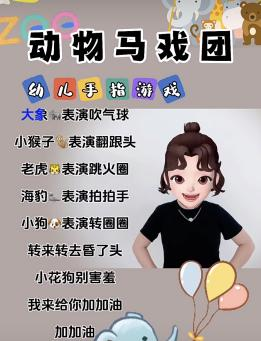 ZOO
动物马戏团
幼儿手指游戏
大象🐘表演吹气球
小猴子🐒表演翻跟头
老虎🐯表演跳火圈
海豹🦭表演拍拍手
小狗🐶表演转圈圈
转来转去昏了头
小花狗别害羞
我来给你加加油
加加油